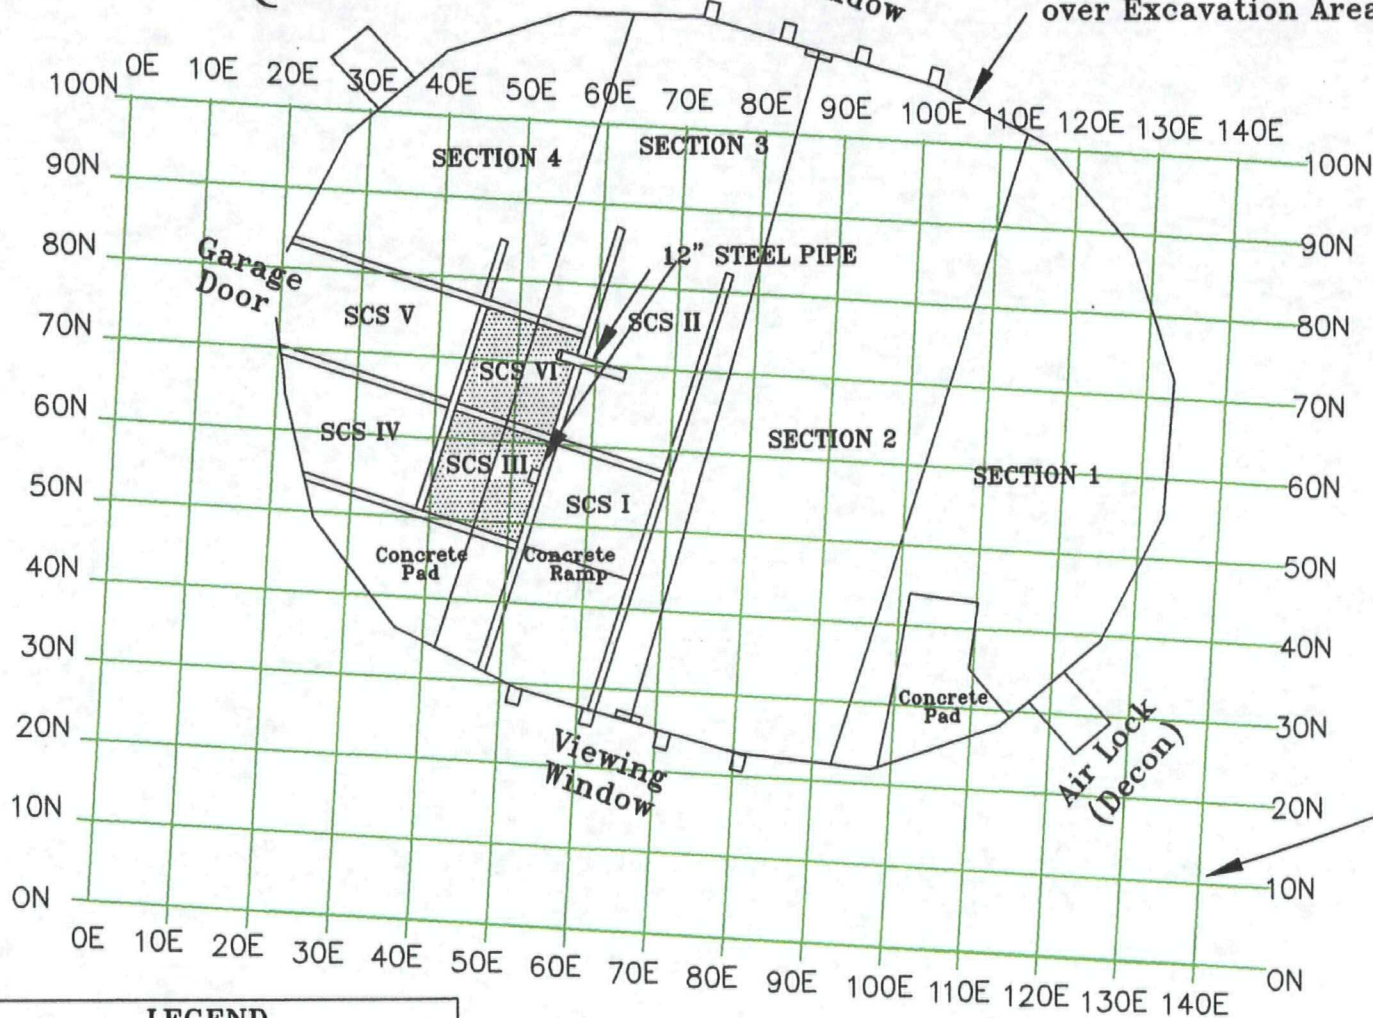 over Excavation Area
0E 10E 20E 30E 40E 50E 60E 70E 80E 90E 100E 110E 120E 130E 140E
100N
90N
80N
70N
60N
50N
40N
30N
20N
10N
0N
SECTION 4
SECTION 3
Garage
Door
12" STEEL PIPE
SCS V
SCS II
SCS VI
SCS IV
SCS III
SCS I
SECTION 2
SECTION 1
Concrete
Pad
Concrete
Ramp
Concrete
Pad
Viewing
Window
Air Lock
(Decon)
100N
90N
80N
70N
60N
50N
40N
30N
20N
10N
0N
0E 10E 20E 30E 40E 50E 60E 70E 80E 90E 100E 110E 120E 130E 140E
LEGEND